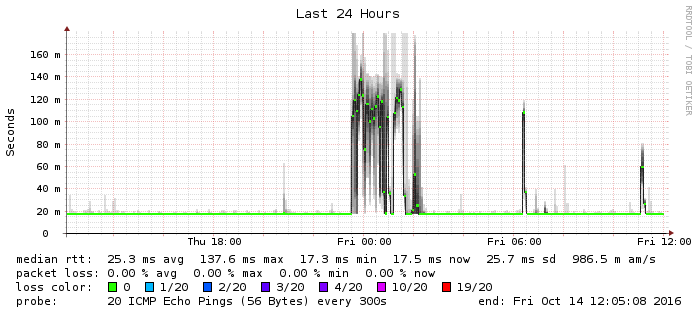 Last 24 Hours
RRDTOOL / TOBI OETIKER
Seconds
160 m
140 m
120 m
100 m
80 m
60 m
40 m
20 m
0
Thu 18:00 Fri 00:00 Fri 06:00 Fri 12:00
median rtt: 25.3 ms avg 137.6 ms max 17.3 ms min 17.5 ms now 25.7 ms sd 986.5 m am/s
packet loss: 0.00 % avg 0.00 % max 0.00 % min 0.00 % now
loss color: 0 1/20 2/20 3/20 4/20 10/20 19/20
probe: 20 ICMP Echo Pings (56 Bytes) every 300s end: Fri Oct 14 12:05:08 2016